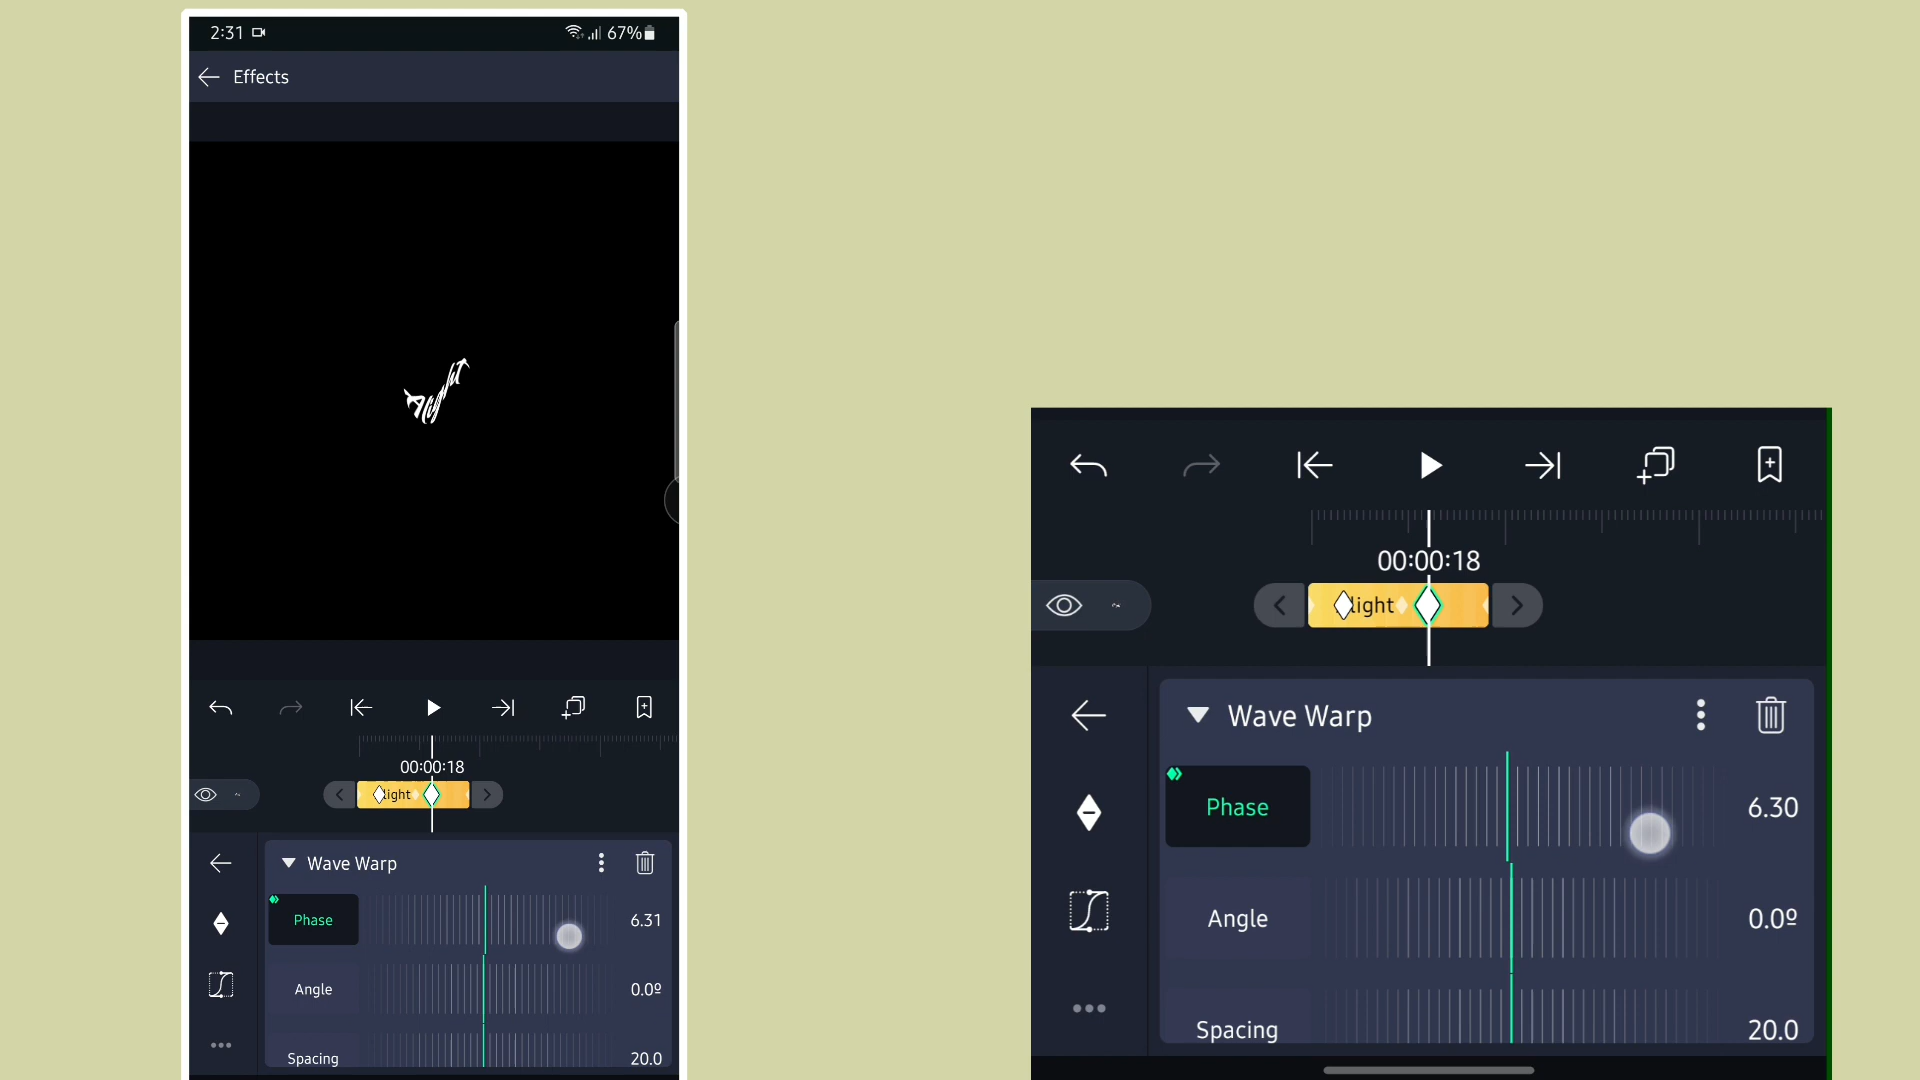 2:31
67%
Effects
Alight
00:00:18
light
Wave Warp
Phase
6.31
Angle
0.0º
Spacing
20.0
00:00:18
light
Wave Warp
Phase
6.30
Angle
0.0º
Spacing
20.0